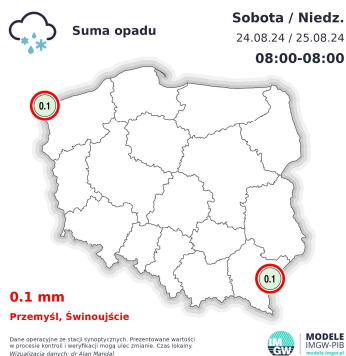 Suma opadu
Sobota / Niedz.
24.08.24 / 25.08.24
08:00-08:00
0.1
0.1
0.1 mm
Przemyśl, Świnoujście
Dane operacyjne ze stacji synoptycznych. Prezentowane wartości
w procesie kontroli i weryfikacji mogą ulec zmianie. Czas lokalny.
Wizualizacja danych: dr Alan Mandal
IM
GW
MODELE
IMGW-PIB
modele.imgw.pl